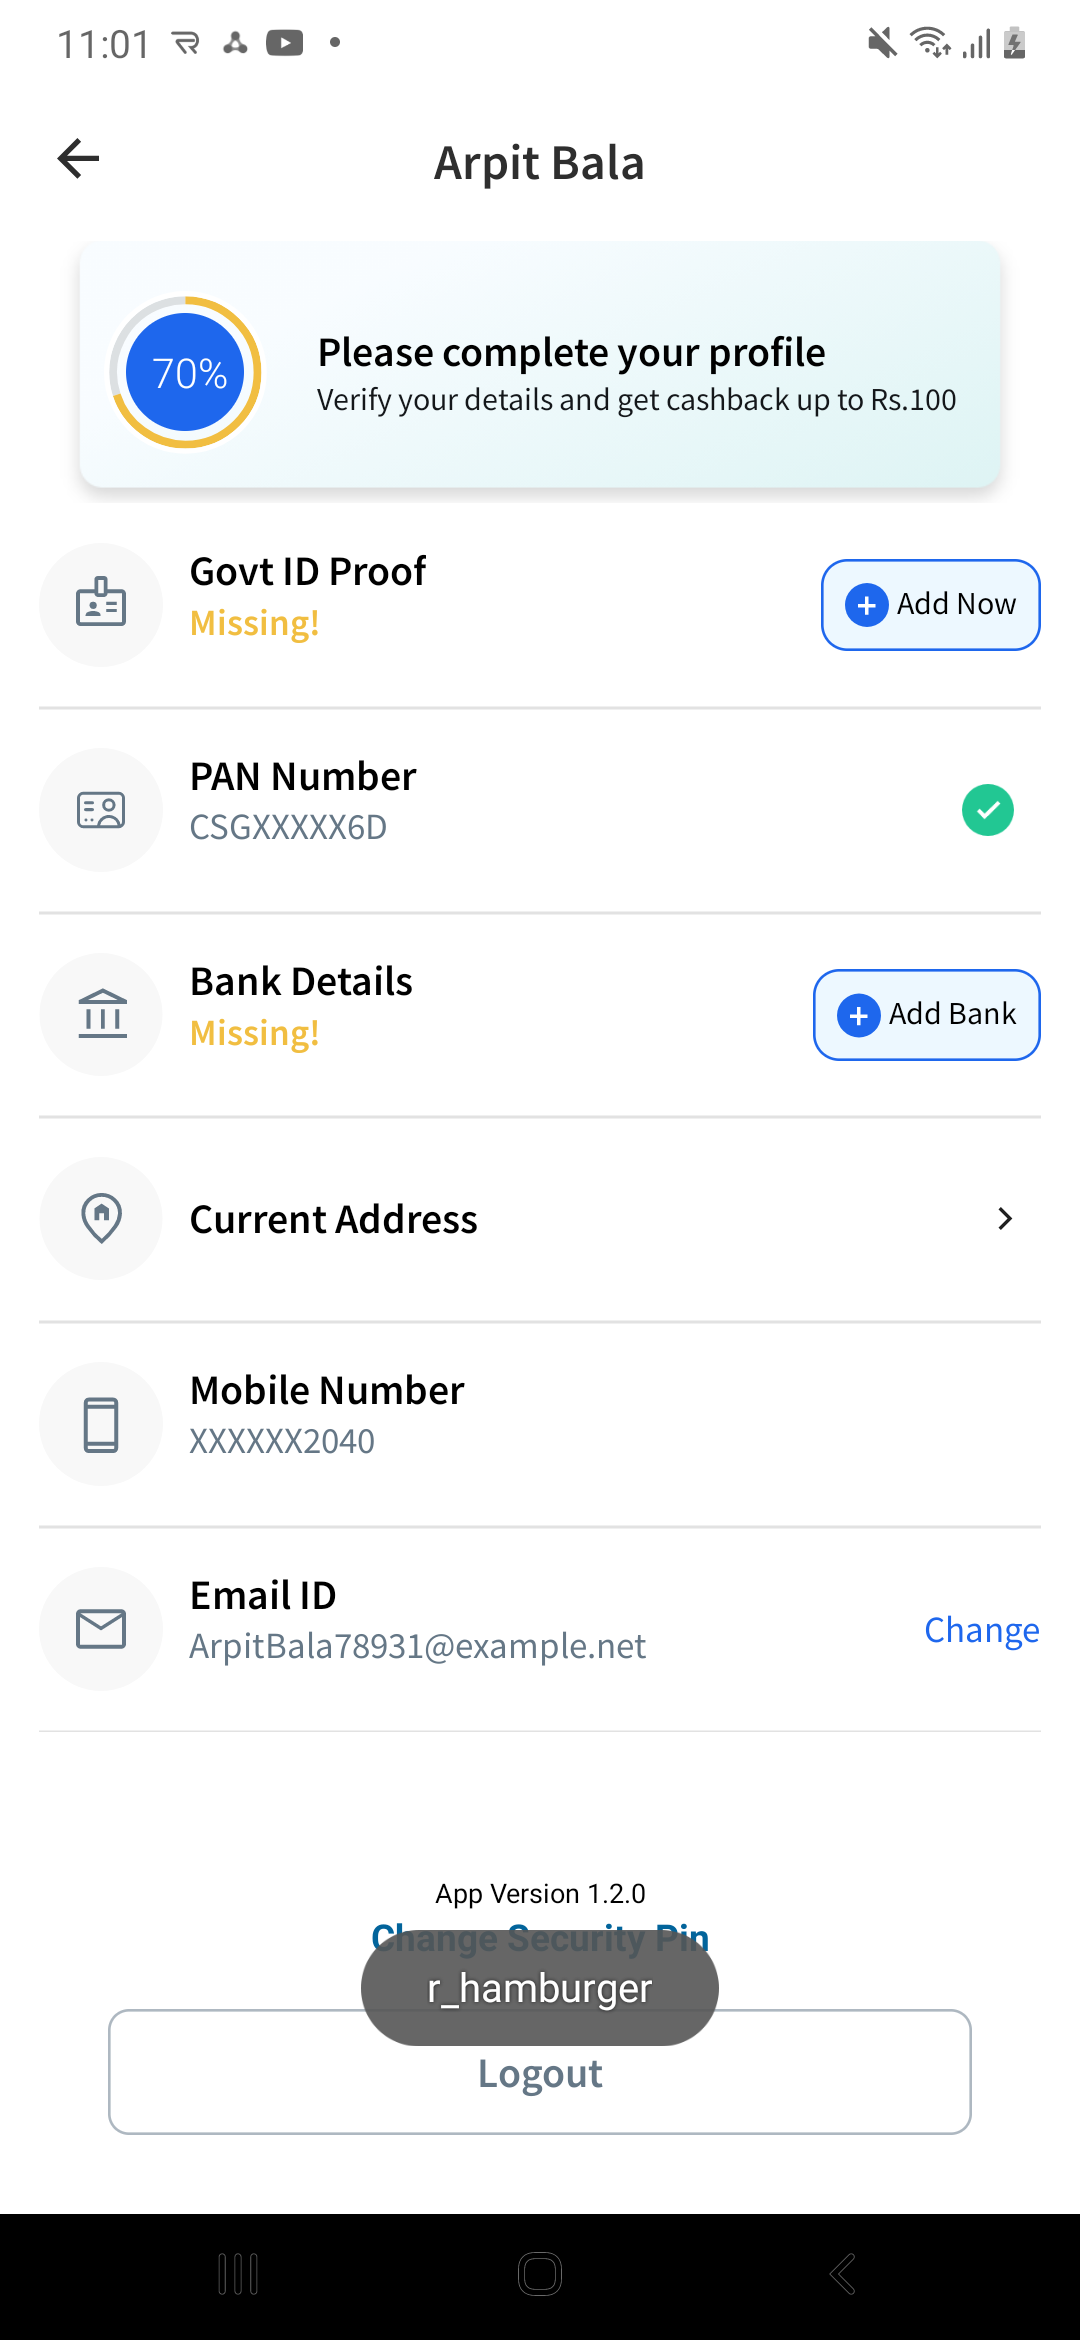 11:01
Arpit Bala
70%
Please complete your profile
Verify your details and get cashback up to Rs.100
Govt ID Proof
Missing!
Add Now
PAN Number
CSGXXXXX6D
Bank Details
Missing!
Add Bank
Current Address
Mobile Number
XXXXXX2040
Email ID
ArpitBala78931@example.net
Change
App Version 1.2.0
Change Security Pin
r_hamburger
Logout